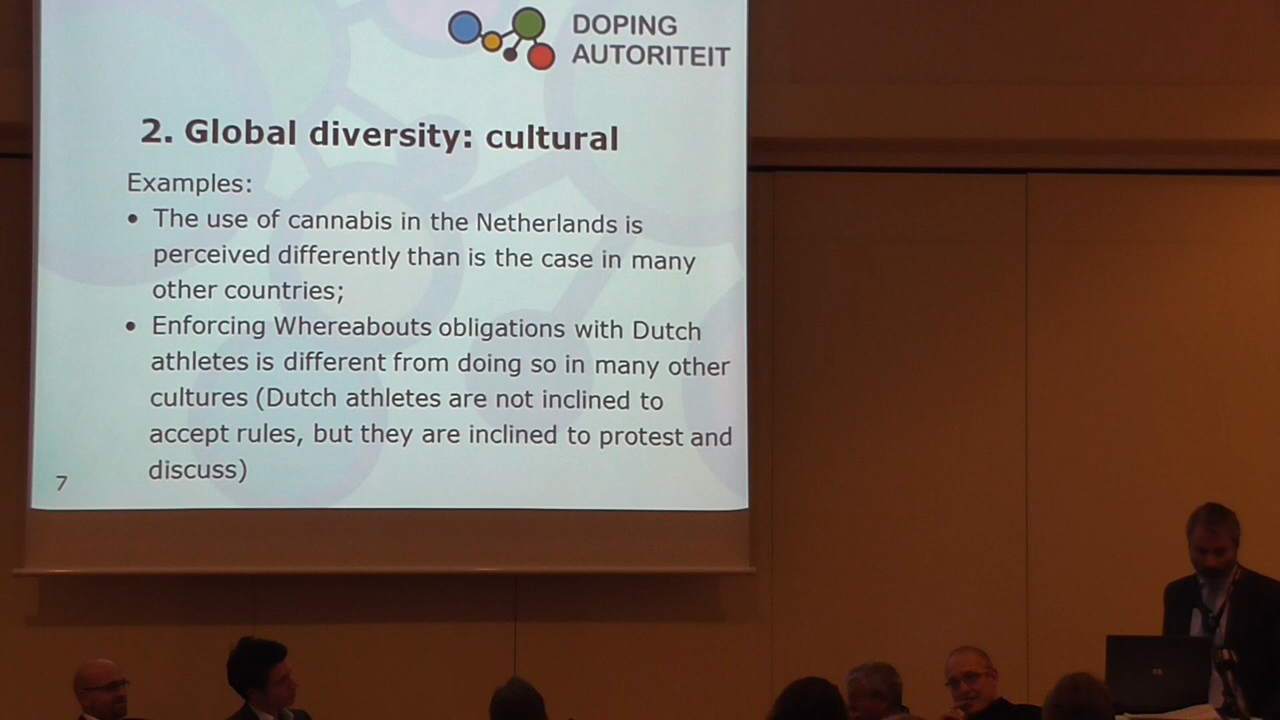 DOPING
AUTORITEIT
2. Global diversity: cultural
Examples:
• The use of cannabis in the Netherlands is
perceived differently than is the case in many
other countries;
• Enforcing Whereabouts obligations with Dutch
athletes is different from doing so in many other
cultures (Dutch athletes are not inclined to
accept rules, but they are inclined to protest and
discuss)
7